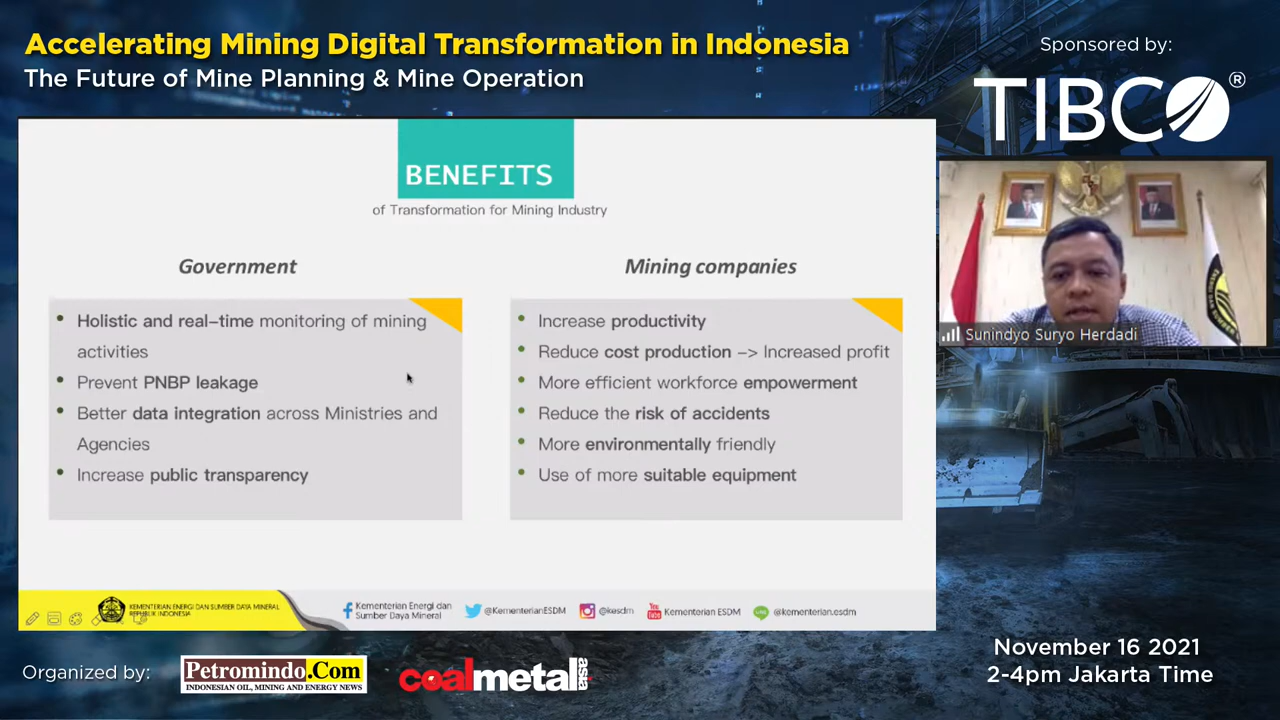 Accelerating Mining Digital Transformation in Indonesia
The Future of Mine Planning & Mine Operation
Sponsored by:
TIBCO®
BENEFITS
of Transformation for Mining Industry
Government
Holistic and real-time monitoring of mining
activities
Prevent PNBP leakage
Better data integration across Ministries and
Agencies
Increase public transparency
Mining companies
Increase productivity
Reduce cost production -> Increased profit
More efficient workforce empowerment
Reduce the risk of accidents
More environmentally friendly
Use of more suitable equipment
Sunindyo Suryo Herdadi
KEMENTERIAN ENERGI DAN SUMBER DAYA MINERAL
REPUBLIK INDONESIA
Kementerian Energi dan
Sumber Daya Mineral
@KementerianESDM
@kesdm
Kementerian ESDM
@kementerian.esdm
Organized by:
Petromindo.Com
INDONESIAN OIL, MINING AND ENERGY NEWS
coalmetal asia
November 16 2021
2-4pm Jakarta Time